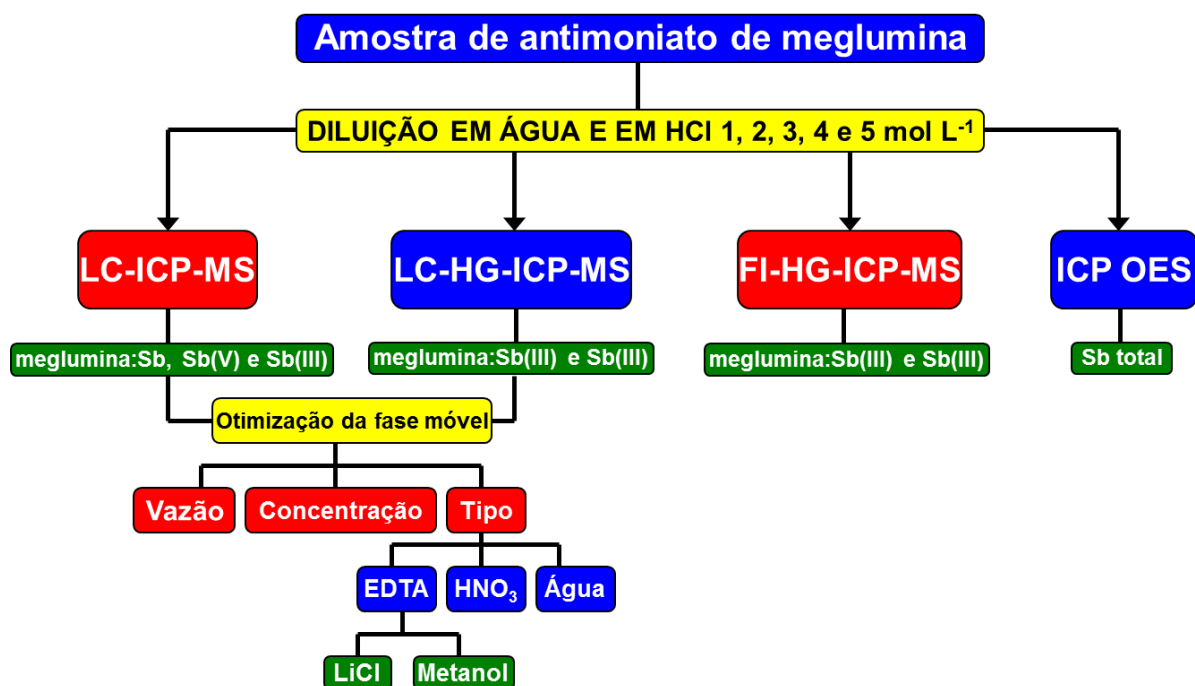 Amostra de antimoniato de meglumina
DILUIÇÃO EM ÁGUA E EM HCl 1, 2, 3, 4 e 5 mol L⁻¹
LC-ICP-MS
LC-HG-ICP-MS
FI-HG-ICP-MS
ICP OES
meglumina:Sb, Sb(V) e Sb(III)
meglumina:Sb(III) e Sb(III)
meglumina:Sb(III) e Sb(III)
Sb total
Otimização da fase móvel
Vazão
Concentração
Tipo
EDTA
HNO₃
Água
LiCl
Metanol